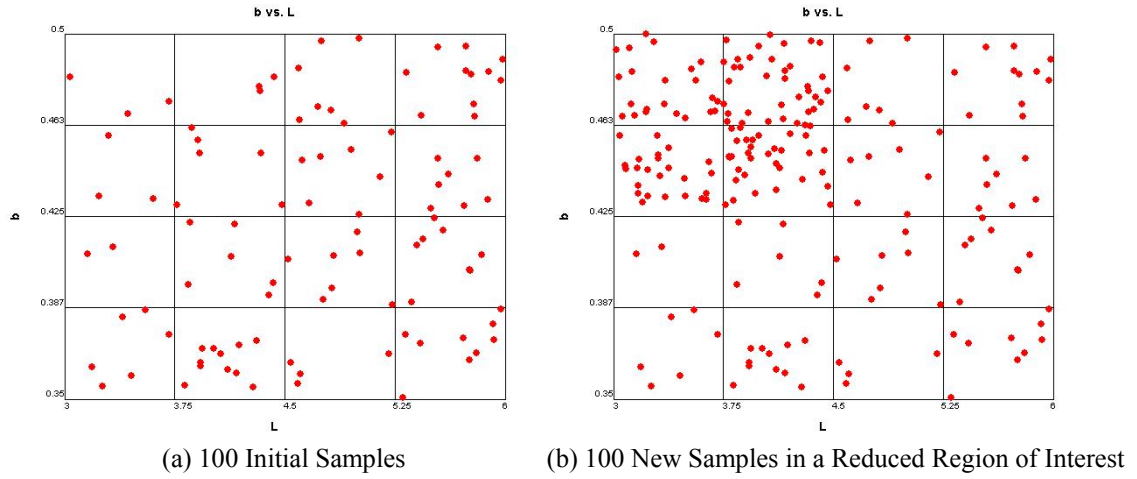 b vs. L
0.5
0.463
0.425
0.387
0.35
b
3
3.75
4.5
5.25
6
L
b vs. L
0.5
0.463
0.425
0.387
0.35
b
3
3.75
4.5
5.25
6
L
(a) 100 Initial Samples
(b) 100 New Samples in a Reduced Region of Interest